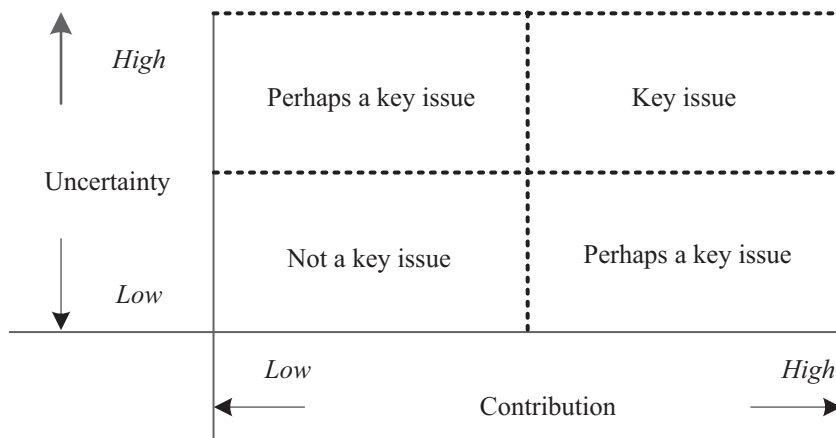 High
Perhaps a key issue
Key issue
Uncertainty
Not a key issue
Perhaps a key issue
Low
Low
High
Contribution